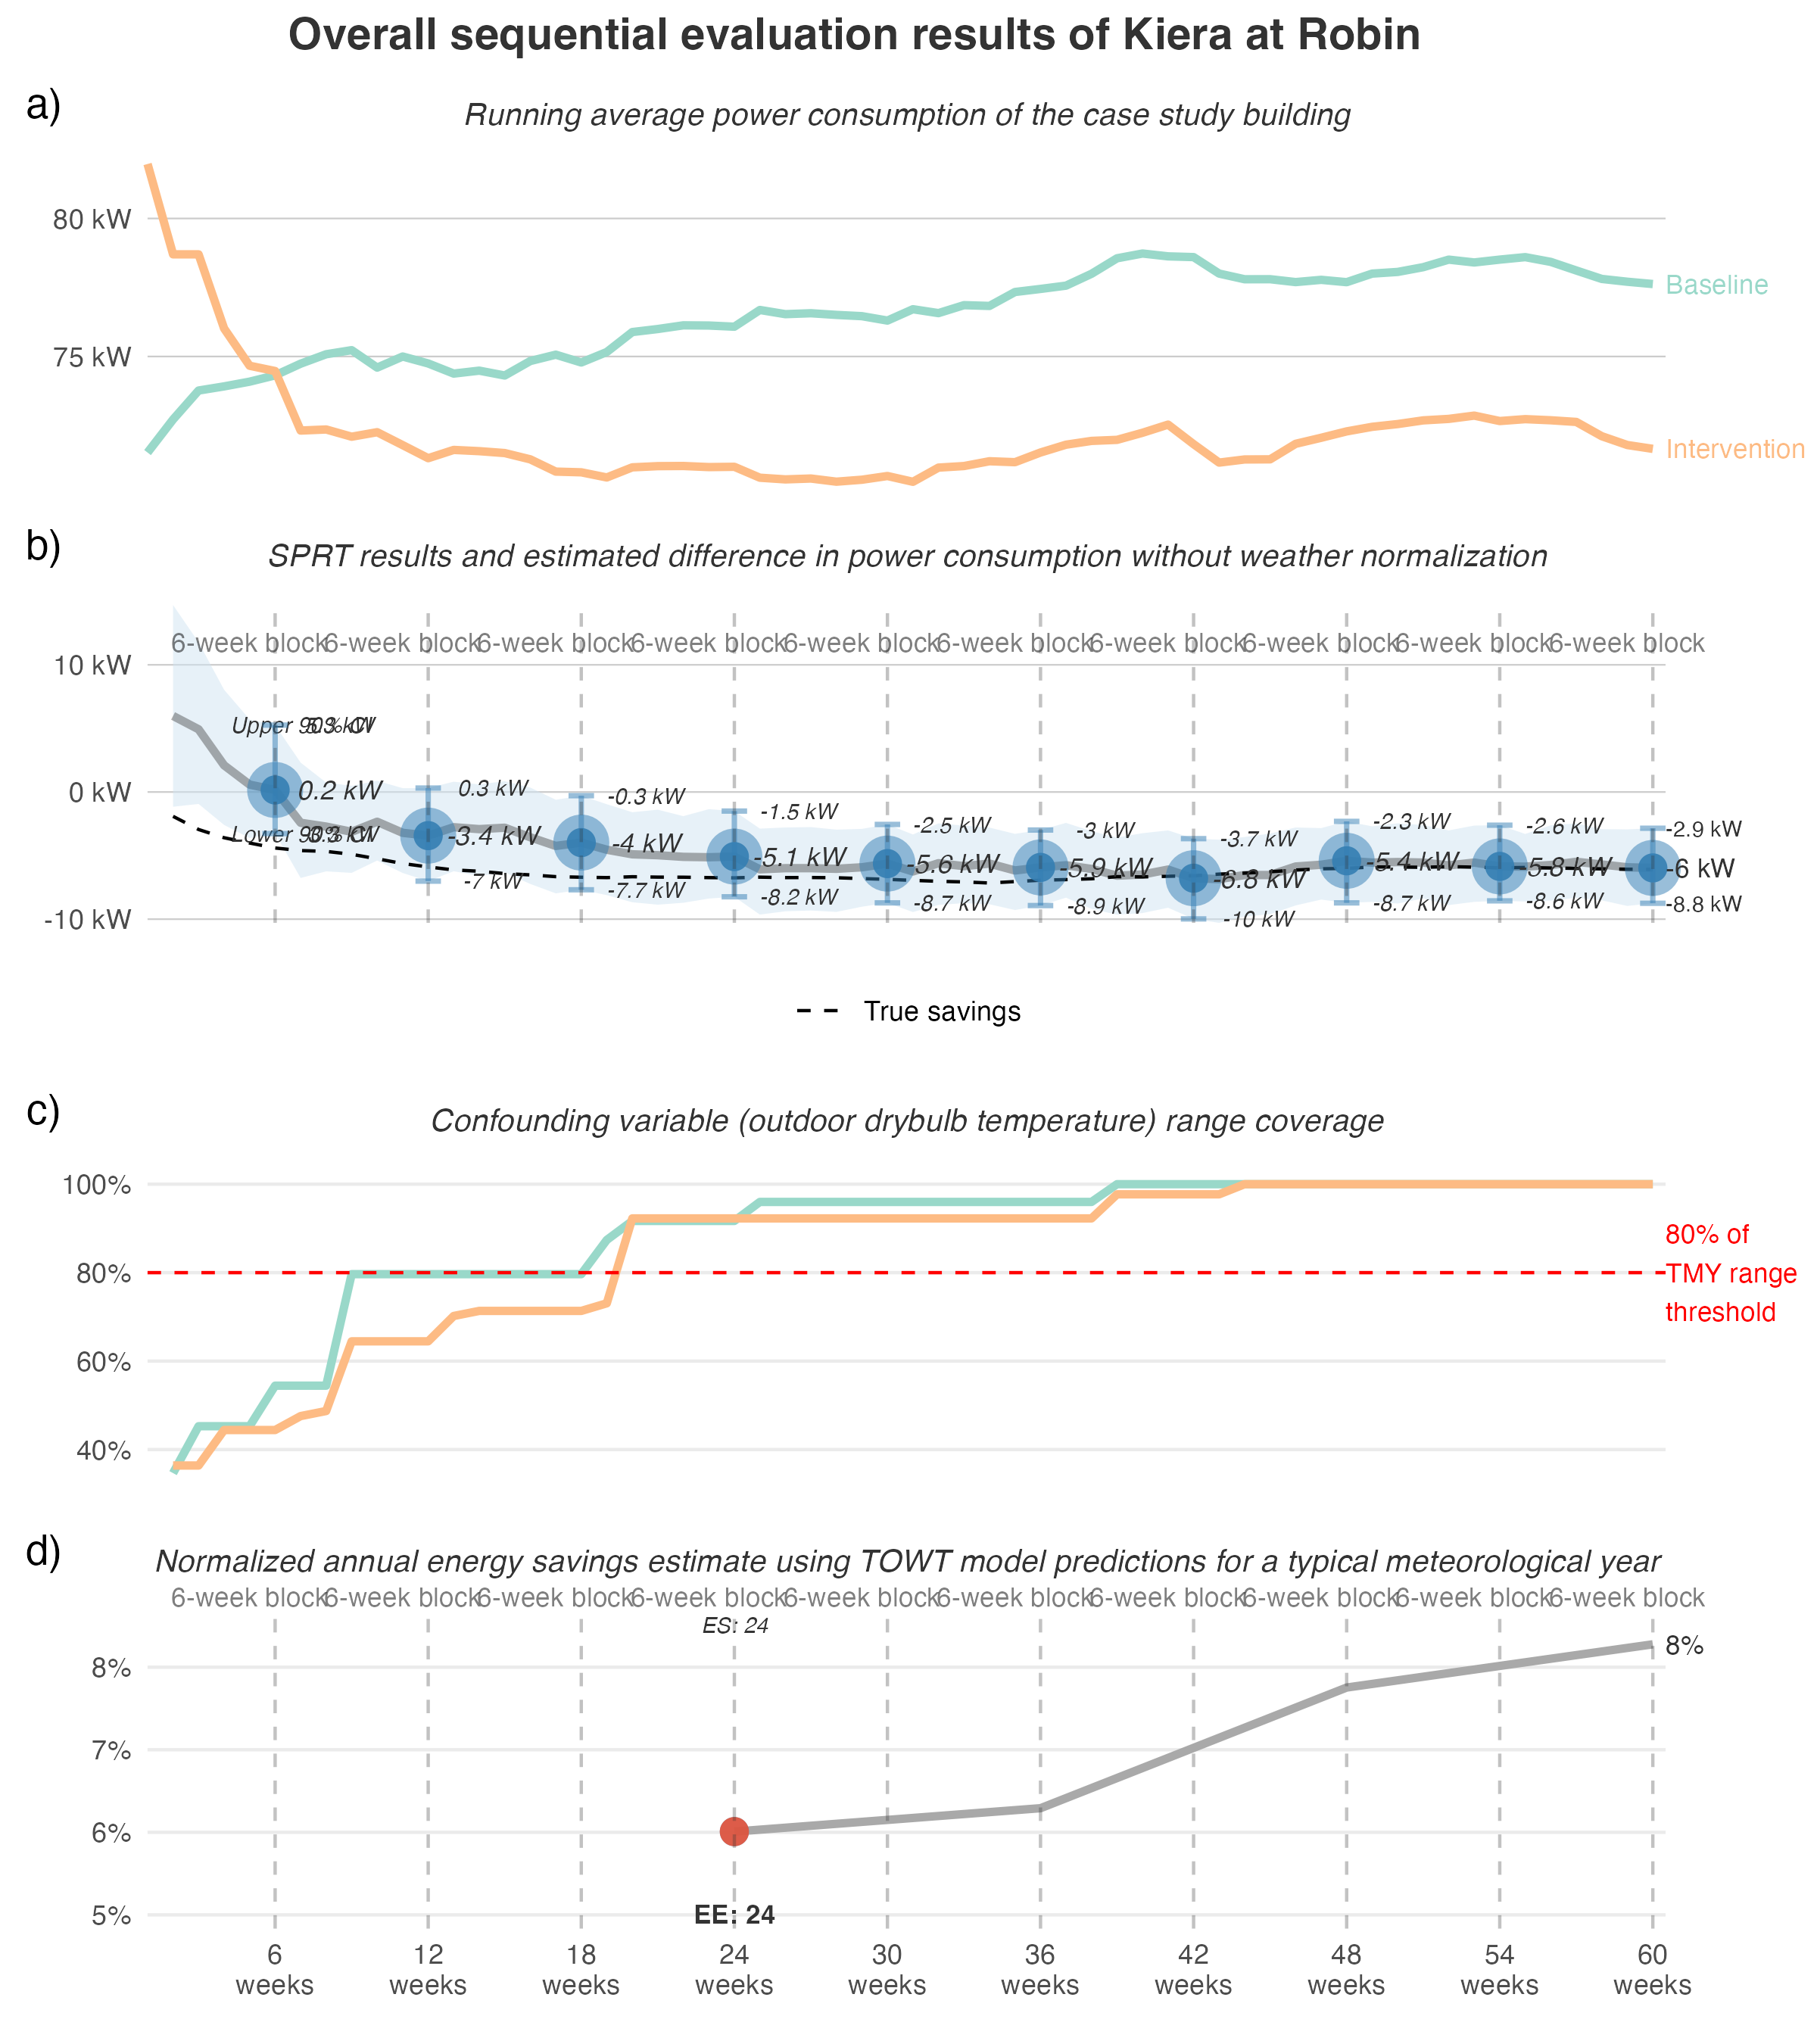 Overall sequential evaluation results of Kiera at Robin
a)
Running average power consumption of the case study building
80 kW
75 kW
Baseline
Intervention
b)
SPRT results and estimated difference in power consumption without weather normalization
6-week block 6-week block 6-week block 6-week block 6-week block 6-week block 6-week block 6-week block 6-week block 6-week block
10 kW
0 kW
-10 kW
Upper 90% CI 5.3 kW
0.2 kW
Lower 90% CI
0.3 kW
-3.4 kW
-7 kW
-0.3 kW
-4 kW
-7.7 kW
-1.5 kW
-5.1 kW
-8.2 kW
-2.5 kW
-5.6 kW
-8.7 kW
-3 kW
-5.9 kW
-8.9 kW
-3.7 kW
-6.8 kW
-10 kW
-2.3 kW
-5.4 kW
-8.7 kW
-2.6 kW
-5.8 kW
-8.6 kW
-2.9 kW
-6 kW
-8.8 kW
True savings
c)
Confounding variable (outdoor drybulb temperature) range coverage
100%
80%
60%
40%
80% of
TMY range
threshold
d)
Normalized annual energy savings estimate using TOWT model predictions for a typical meteorological year
6-week block 6-week block 6-week block 6-week block 6-week block 6-week block 6-week block 6-week block 6-week block 6-week block
ES: 24
8%
8%
7%
6%
5%
EE: 24
6 12 18 24 30 36 42 48 54 60
weeks weeks weeks weeks weeks weeks weeks weeks weeks weeks